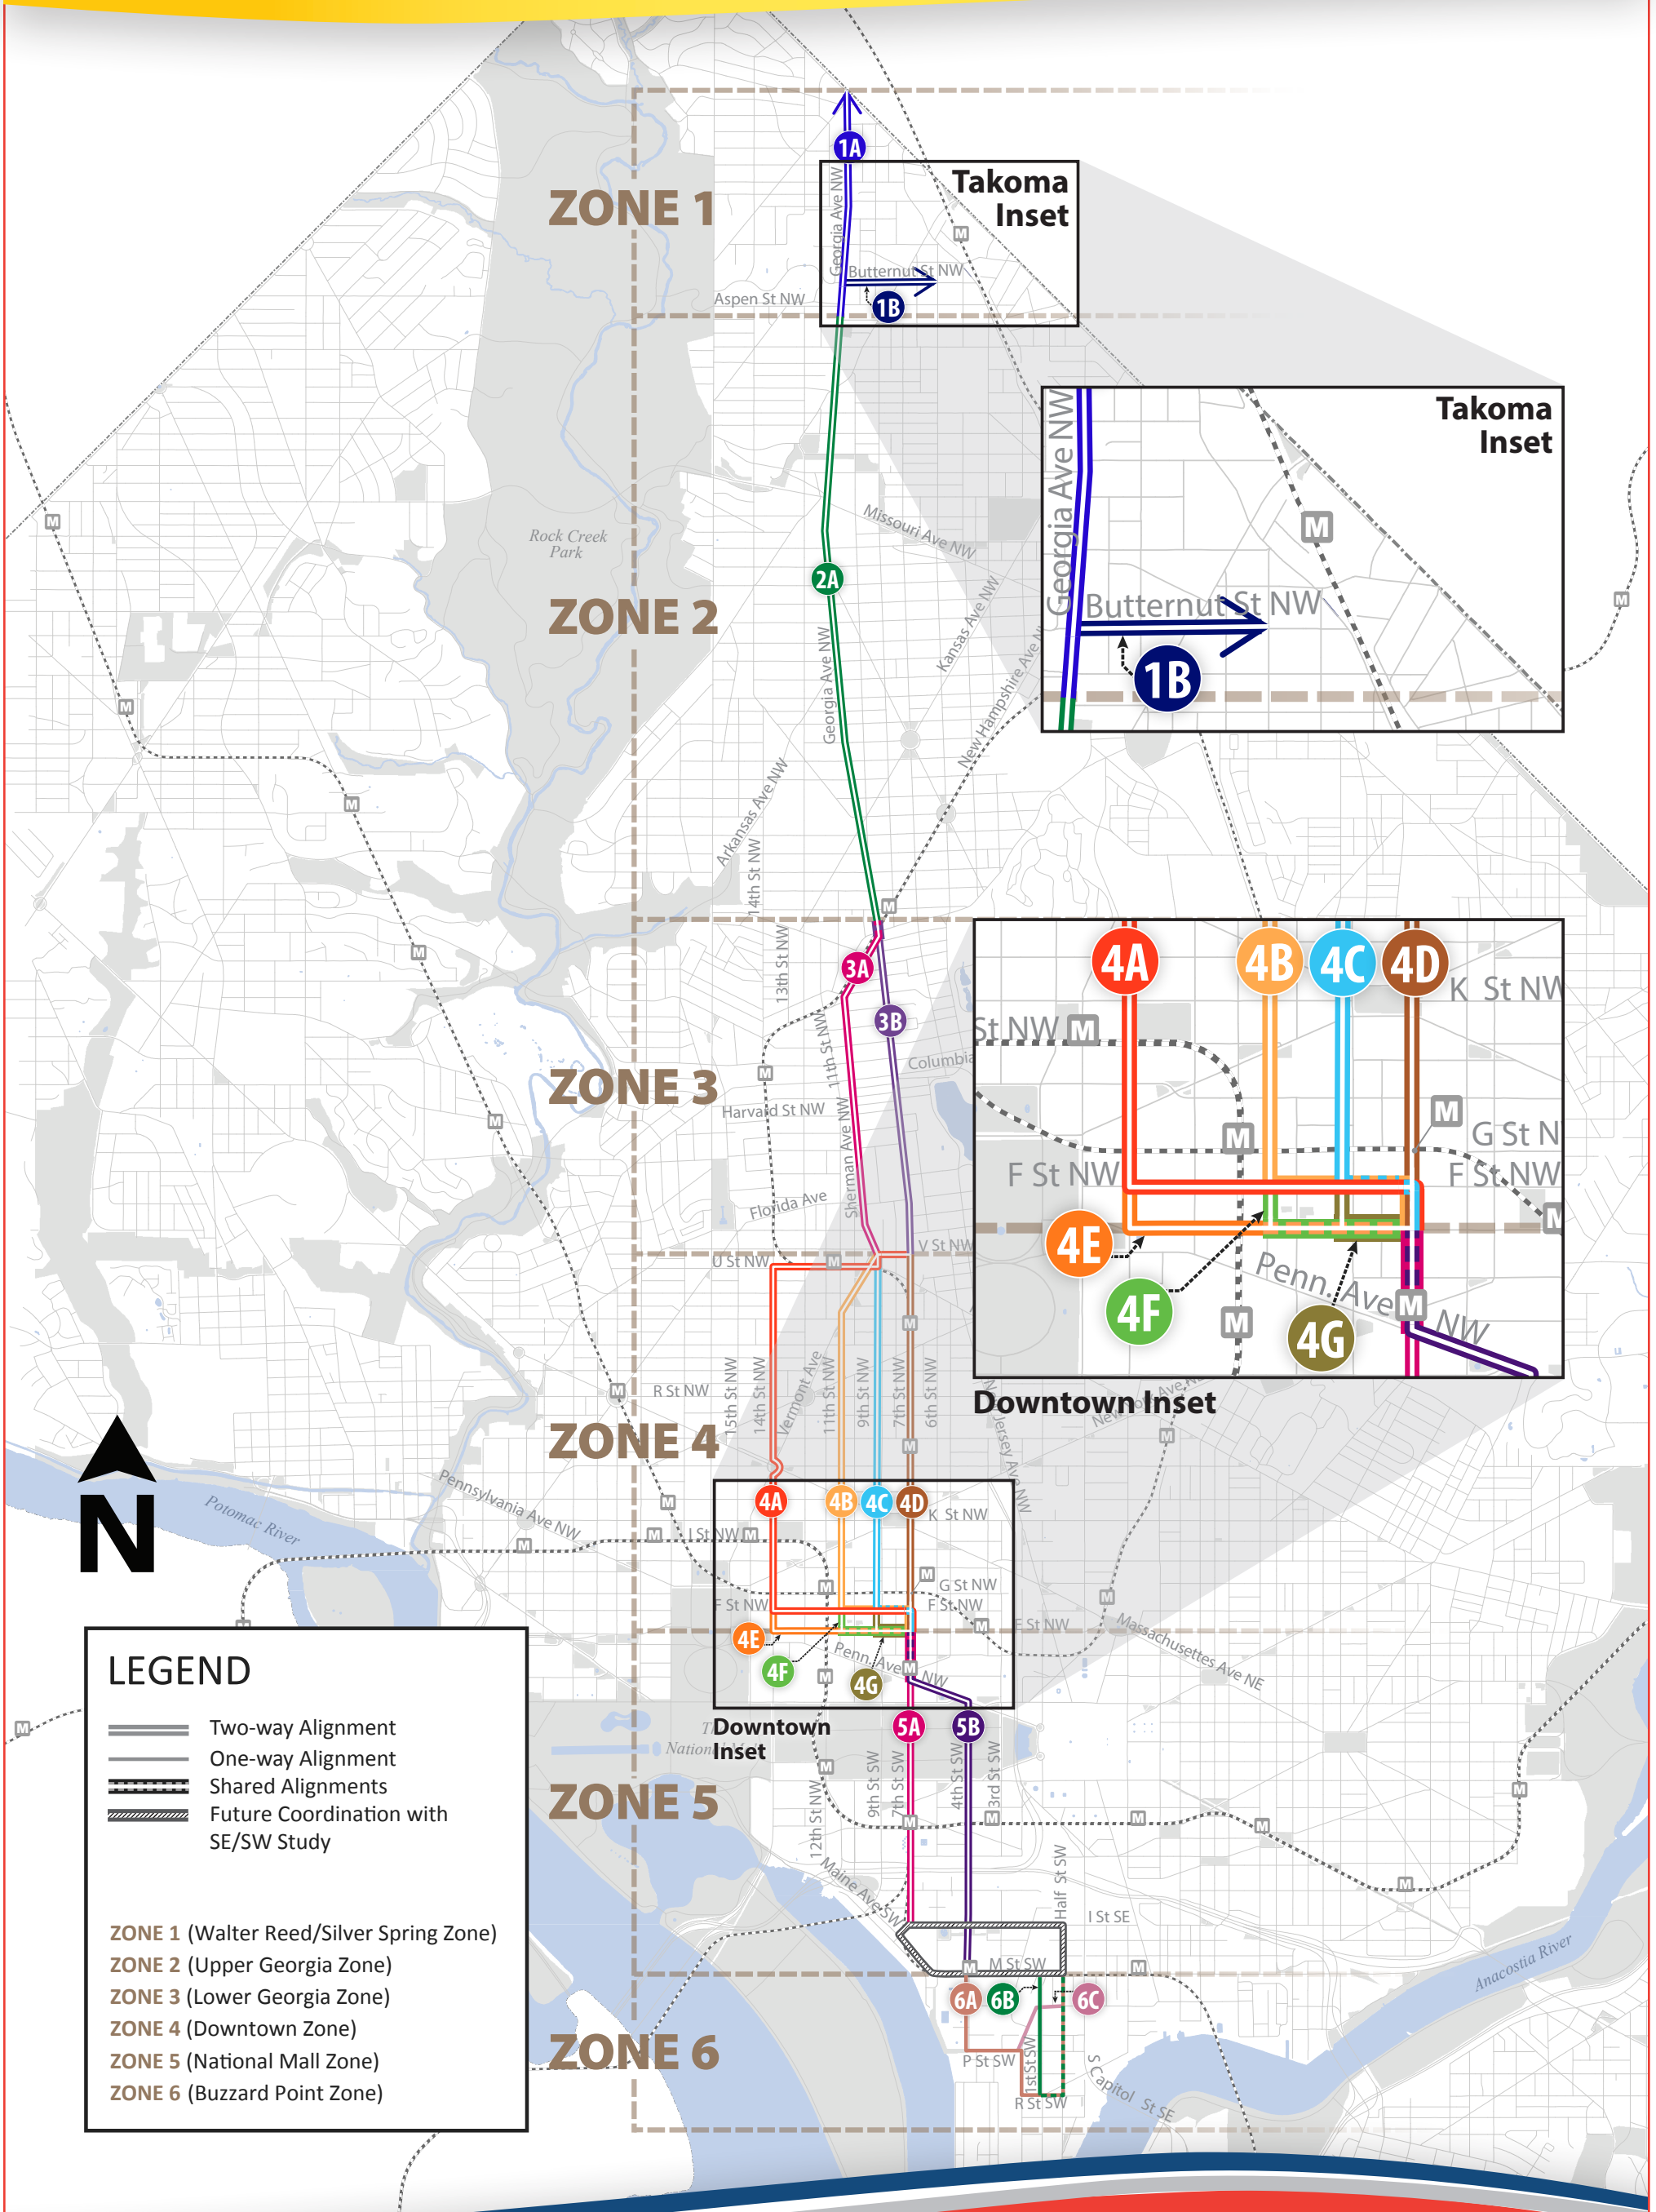 1A
ZONE 1
Georgia Ave NW
Takoma
Inset
M
Butternut St NW
Aspen St NW
1B
Takoma
Inset
Georgia Ave NW
M
Butternut St NW
1B
M
Rock Creek
Park
Missouri Ave NW
2A
ZONE 2
Kansas Ave NW
M
Georgia Ave NW
New Hampshire Ave
M
M
Arkansas Ave NW
14th St NW
M
M
13th St NW
3A
3B
11th St NW
Columbia
M
ZONE 3
Harvard St NW
M
Sherman Ave NW
Florida Ave
V St NW
U St NW
M
4A
4B
4C
4D
K St NW
St NW
M
M
M
G St N
F St NW
F St NW
M
4E
4F
Penn. Ave
M
NW
M
4G
Downtown Inset
M
M
R St NW
15th St NW
14th St NW
Vermont Ave
11th St NW
9th St NW
7th St NW
6th St NW
New York Ave N
Jersey Ave NW
M
ZONE 4
M
N
Potomac River
Pennsylvania Ave NW
M
M
M
I St NW
M
4A
4B
4C
4D
K St NW
M
M
G St NW
F St NW
F St NW
M
M
E St NW
Massachusetts Ave NE
4E
4F
Penn. Ave
M
NW
M
4G
Downtown
Inset
National
5A
5B
M
ZONE 5
12th St NW
9th St SW
7th St SW
4th St SW
3rd St SW
M
M
M
M
M
M
M
Maine Ave SW
Half St SW
I St SE
M
M St SW
M
Anacostia River
6A
6B
6C
ZONE 6
P St SW
1st St SW
R St SW
S Capitol St SE
M
M
LEGEND
Two-way Alignment
One-way Alignment
Shared Alignments
Future Coordination with
SE/SW Study
ZONE 1 (Walter Reed/Silver Spring Zone)
ZONE 2 (Upper Georgia Zone)
ZONE 3 (Lower Georgia Zone)
ZONE 4 (Downtown Zone)
ZONE 5 (National Mall Zone)
ZONE 6 (Buzzard Point Zone)